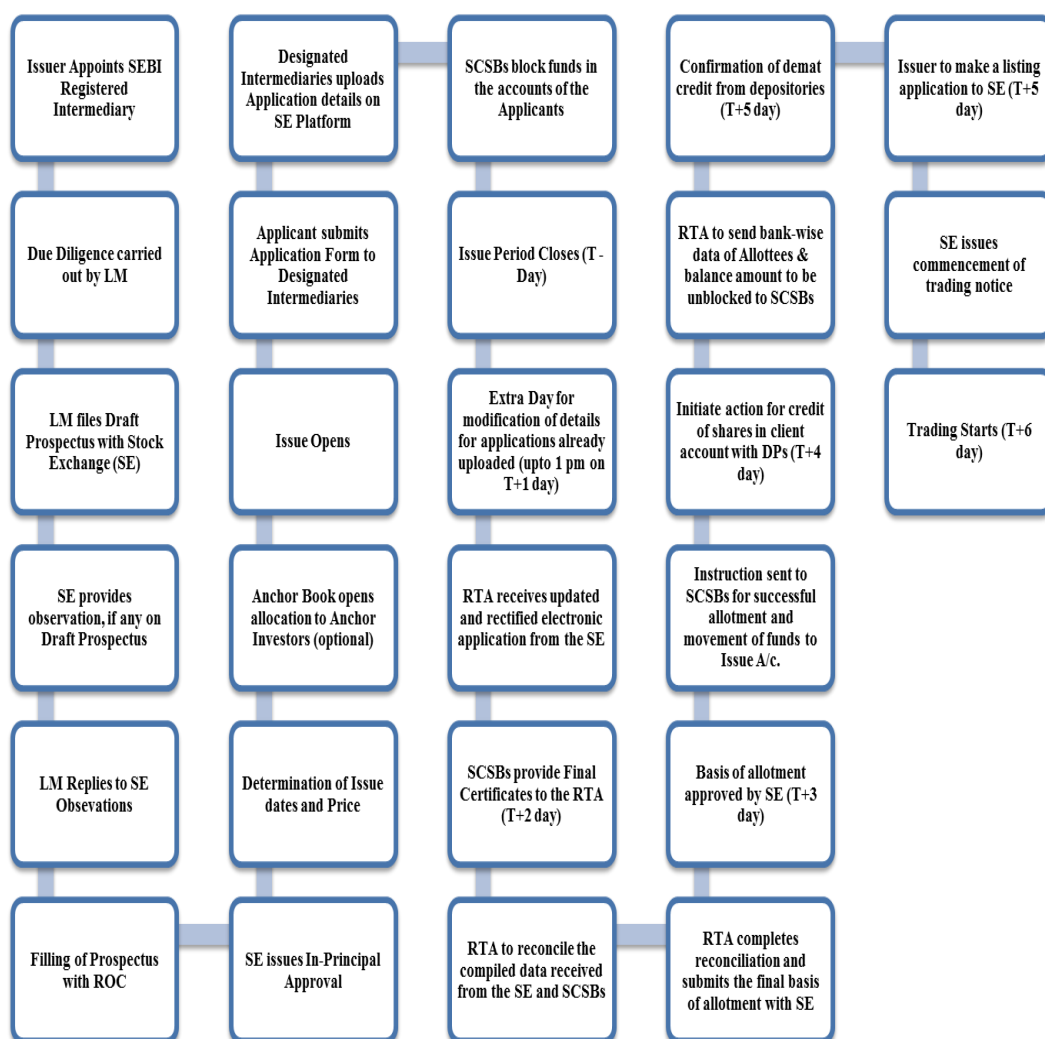 Issuer Appoints SEBI
Registered
Intermediary
Due Diligence carried
out by LM
LM files Draft
Prospectus with Stock
Exchange (SE)
SE provides
observation, if any on
Draft Prospectus
LM Replies to SE
Obsevations
Filling of Prospectus
with ROC
SE issues In-Principal
Approval
Determination of Issue
dates and Price
Anchor Book opens
allocation to Anchor
Investors (optional)
Issue Opens
Applicant submits
Application Form to
Designated
Intermediaries
Designated
Intermediaries uploads
Application details on
SE Platform
SCSBs block funds in
the accounts of the
Applicants
Issue Period Closes (T -
Day)
Extra Day for
modification of details
for applications already
uploaded (upto 1 pm on
T+1 day)
RTA receives updated
and rectified electronic
application from the SE
SCSBs provide Final
Certificates to the RTA
(T+2 day)
RTA to reconcile the
compiled data received
from the SE and SCSBs
RTA completes
reconciliation and
submits the final basis
of allotment with SE
Basis of allotment
approved by SE (T+3
day)
Instruction sent to
SCSBs for successful
allotment and
movement of funds to
Issue A/c.
Initiate action for credit
of shares in client
account with DPs (T+4
day)
RTA to send bank-wise
data of Allottees &
balance amount to be
unblocked to SCSBs
Confirmation of demat
credit from depositories
(T+5 day)
Issuer to make a listing
application to SE (T+5
day)
SE issues
commencement of
trading notice
Trading Starts (T+6
day)